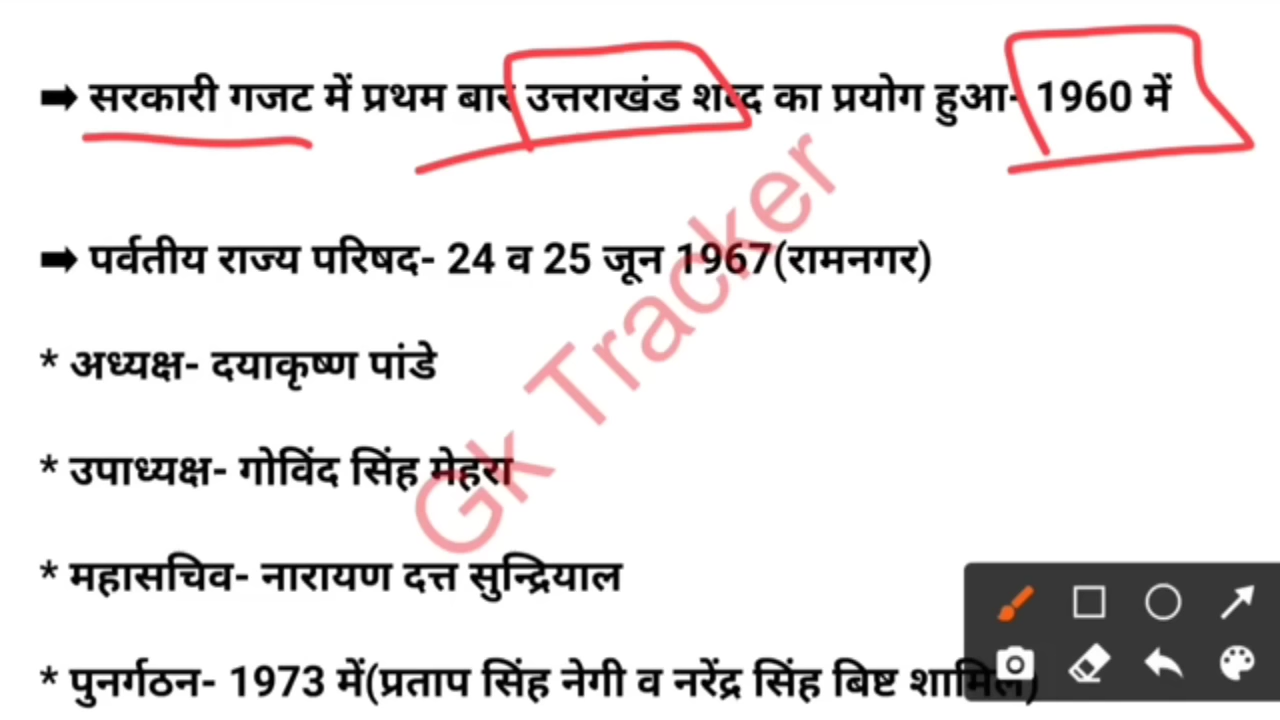 ➡ सरकारी गजट में प्रथम बार उत्तराखंड शब्द का प्रयोग हुआ- 1960 में
➡ पर्वतीय राज्य परिषद- 24 व 25 जून 1967(रामनगर)
* अध्यक्ष- दयाकृष्ण पांडे
* उपाध्यक्ष- गोविंद सिंह मेहरा
* महासचिव- नारायण दत्त सुन्द्रियाल
* पुनर्गठन- 1973 में(प्रताप सिंह नेगी व नरेंद्र सिंह बिष्ट शामिल)
Gk Tracker